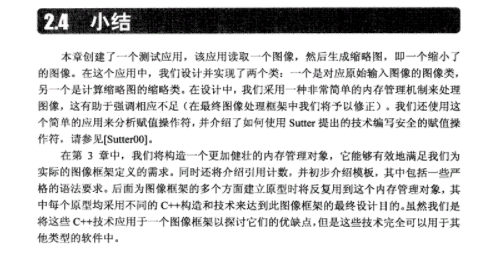 2.4 小结
本章创建了一个测试应用，该应用读取一个图像，然后生成缩略图，即一个缩小了
的图像。在这个应用中，我们设计并实现了两个类：一个是对应原始输入图像的图像类，
另一个是计算缩略图的缩略类。在设计中，我们采用一种非常简单的内存管理机制来处理
图像，这有助于强调相应不足（在最终图像处理框架中我们将予以修正）。我们还使用这
个简单的应用来分析赋值操作符，并介绍了如何使用 Sutter 提出的技术编写安全的赋值操
作符，请参见[Sutter00]。
在第 3 章中，我们将构造一个更加健壮的内存管理对象，它能够有效地满足我们为
实际的图像框架定义的需求。同时还将介绍引用计数，并初步介绍模板，其中包括一些严
格的语法要求。后面为图像框架的多个方面建立原型时将反复用到这个内存管理对象，其
中每个原型均采用不同的 C++构造和技术来达到此图像框架的最终设计目的。虽然我们是
将这些 C++技术应用于一个图像框架以探讨它们的优缺点，但是这些技术完全可以用于其
他类型的软件中。